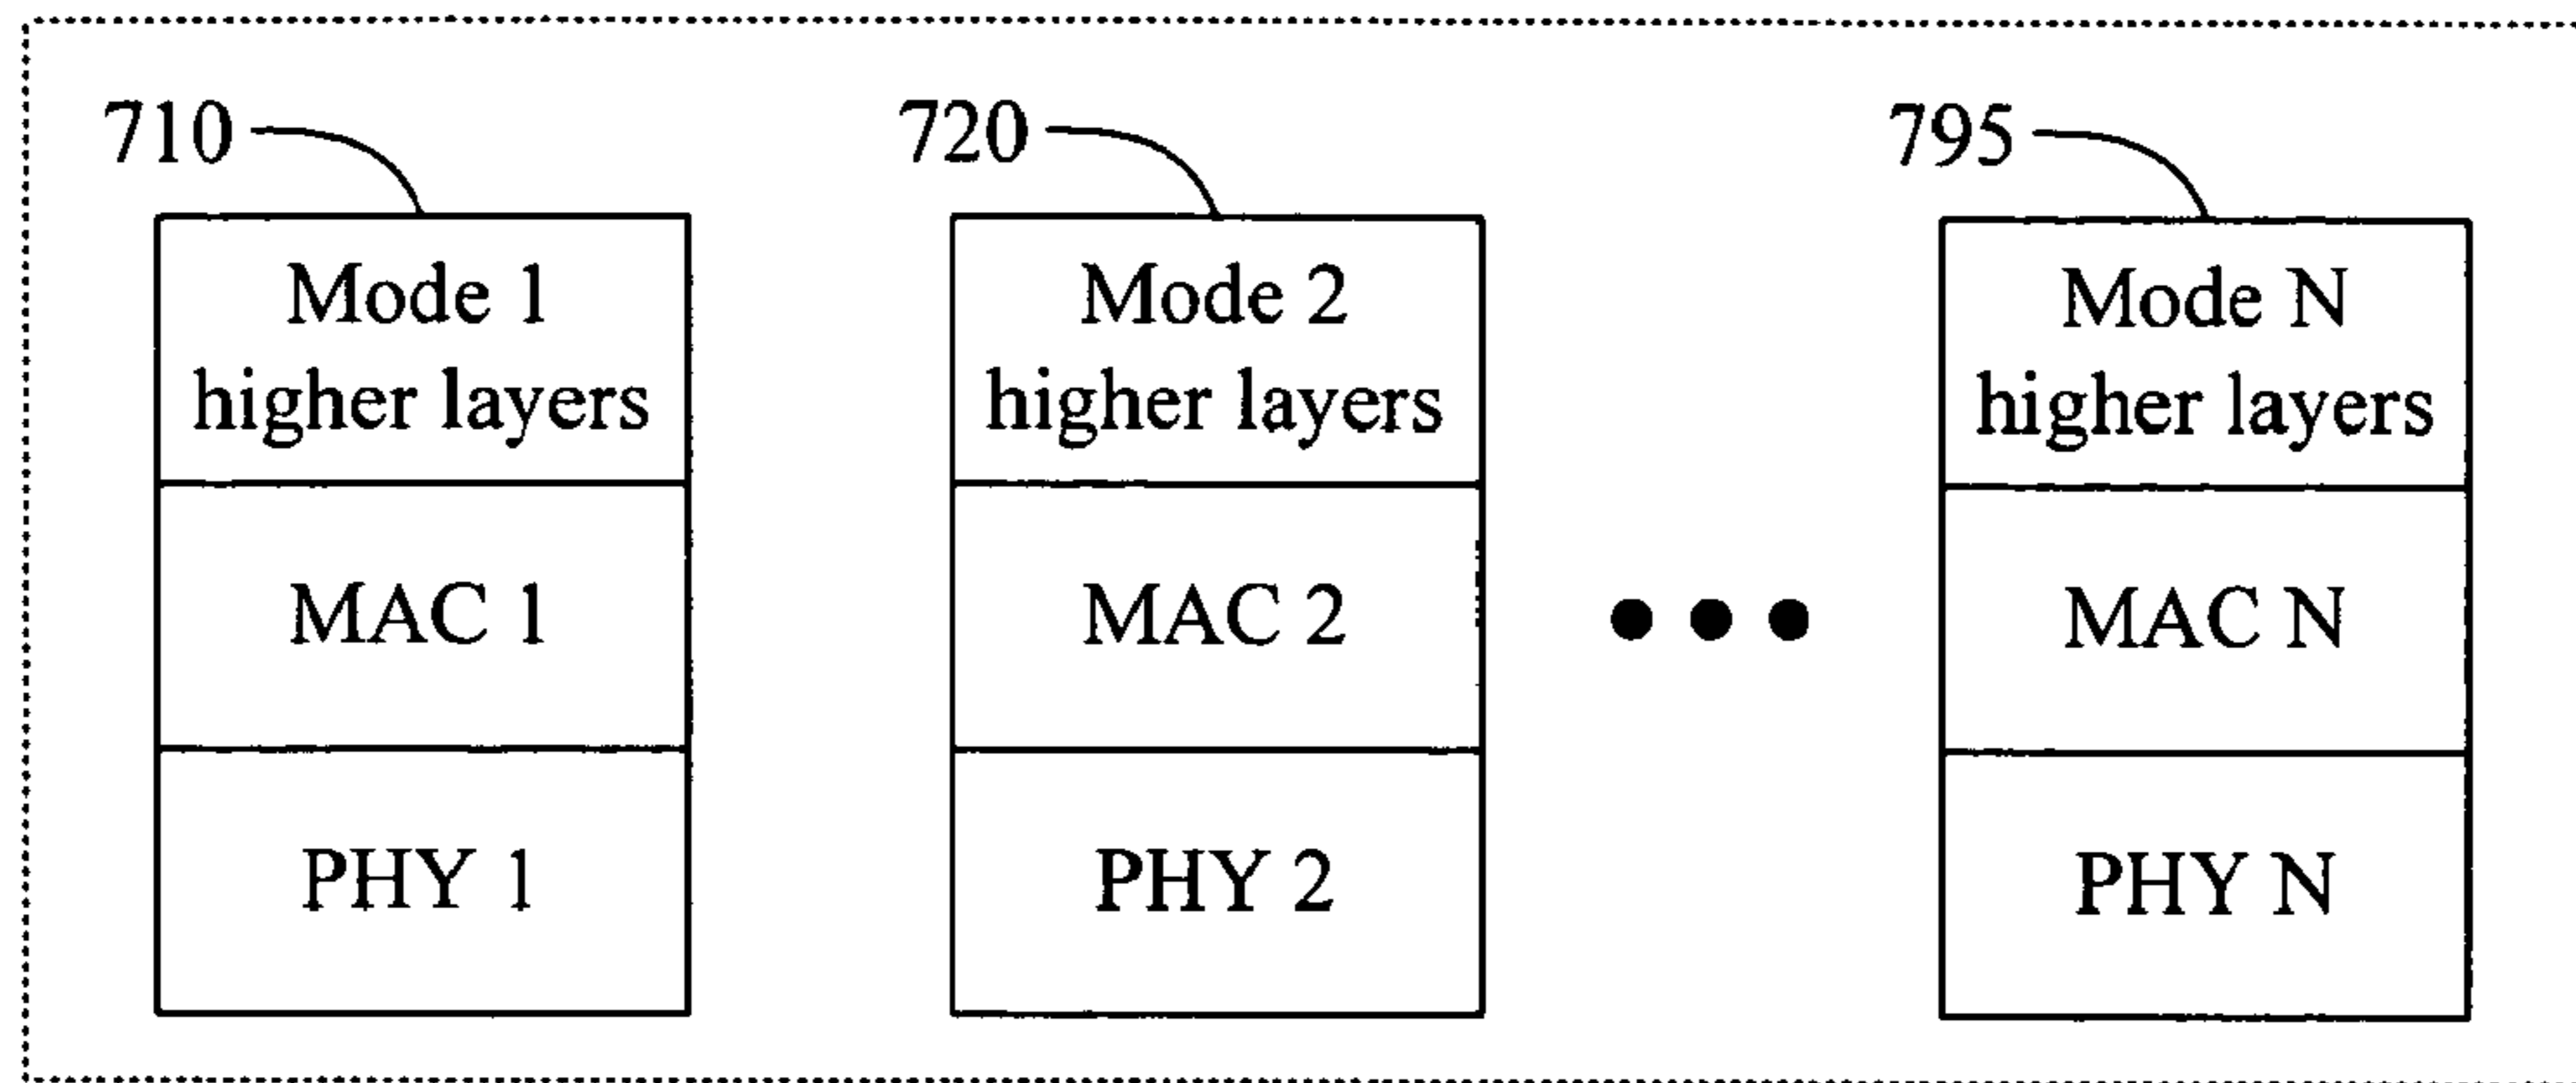 710
720
795
Mode 1
higher layers
MAC 1
PHY 1
Mode 2
higher layers
MAC 2
PHY 2
Mode N
higher layers
MAC N
PHY N